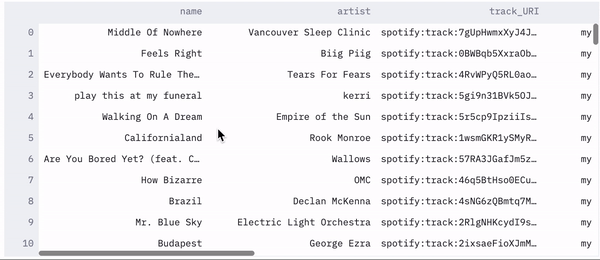 name artist track_URI
0 Middle Of Nowhere Vancouver Sleep Clinic spotify:track:7gUpHwmxXyJ4J… my
1 Feels Right Biig Piig spotify:track:0BWBqb5XxraOb… my
2 Everybody Wants To Rule The… Tears For Fears spotify:track:4RvWPyQ5RL0ao… my
3 play this at my funeral kerri spotify:track:5gi9n31BVk5OJ… my
4 Walking On A Dream Empire of the Sun spotify:track:5r5cp9IpziiIs… my
5 Californialand Rook Monroe spotify:track:1wsmGKR1ySMyR… my
6 Are You Bored Yet? (feat. C… Wallows spotify:track:57RA3JGafJm5z… my
7 How Bizarre OMC spotify:track:46q5BtHso0ECu… my
8 Brazil Declan McKenna spotify:track:4sNG6zQBmtq7M… my
9 Mr. Blue Sky Electric Light Orchestra spotify:track:2RlgNHKcydI9s… my
10 Budapest George Ezra spotify:track:2ixsaeFioXJmM… my